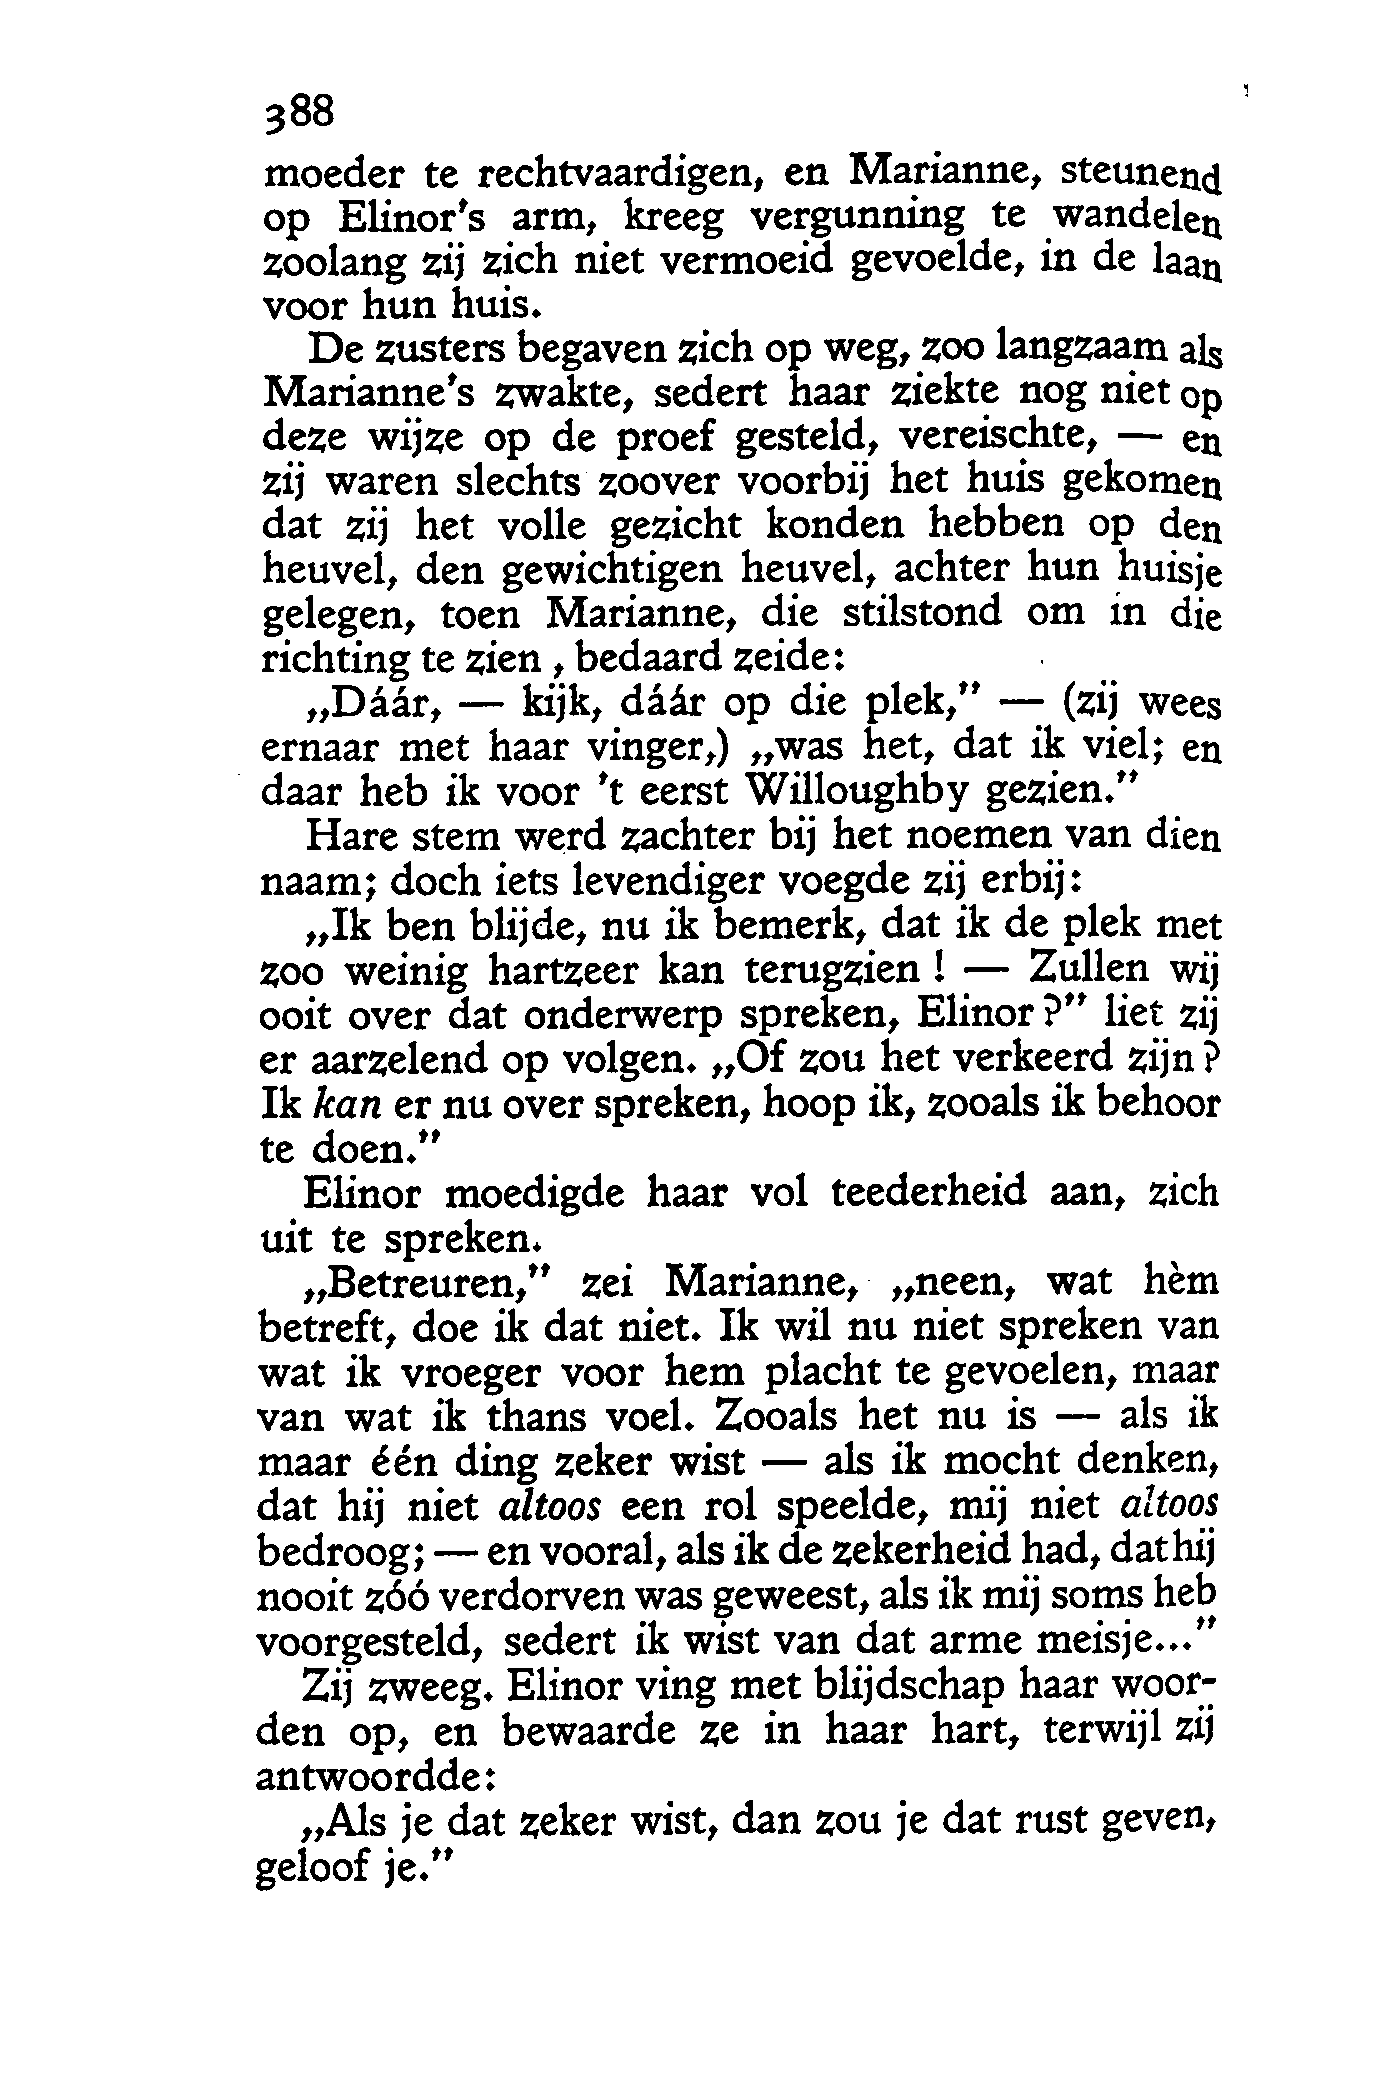 388
moeder te rechtvaardigen, en Marianne, steunend
op Elinor's arm, kreeg vergunning te wandelen
zoolang zij zich niet vermoeid gevoelde, in de laan
voor hun huis.
De zusters begaven zich op weg, zoo langzaam als
Marianne's zwakte, sedert haar ziekte nog niet op
deze wijze op de proef gesteld, vereischte, — en
zij waren slechts zoover voorbij het huis gekomen
dat zij het volle gezicht konden hebben op den
heuvel, den gewichtigen heuvel, achter hun huisje
gelegen, toen Marianne, die stilstond om in die
richting te zien , bedaard zeide:
„Dáár, — kijk, dáár op die plek,” — (zij wees
ernaar met haar vinger,) „was het, dat ik viel; en
daar heb ik voor 't eerst Willoughby gezien.”
Hare stem werd zachter bij het noemen van dien
naam; doch iets levendiger voegde zij erbij:
„Ik ben blijde, nu ik bemerk, dat ik de plek met
zoo weinig hartzeer kan terugzien ! — Zullen wij
ooit over dat onderwerp spreken, Elinor?” liet zij
er aarzelend op volgen. „Of zou het verkeerd zijn?
Ik kan er nu over spreken, hoop ik, zooals ik behoor
te doen.”
Elinor moedigde haar vol teederheid aan, zich
uit te spreken.
„Betreuren,” zei Marianne, „neen, wat hèm
betreft, doe ik dat niet. Ik wil nu niet spreken van
wat ik vroeger voor hem placht te gevoelen, maar
van wat ik thans voel. Zooals het nu is — als ik
maar één ding zeker wist — als ik mocht denken,
dat hij niet altoos een rol speelde, mij niet altoos
bedroog; — en vooral, als ik de zekerheid had, dat hij
nooit zóó verdorven was geweest, als ik mij soms heb
voorgesteld, sedert ik wist van dat arme meisje...”
Zij zweeg. Elinor ving met blijdschap haar woor-
den op, en bewaarde ze in haar hart, terwijl zij
antwoordde:
„Als je dat zeker wist, dan zou je dat rust geven,
geloof je.”